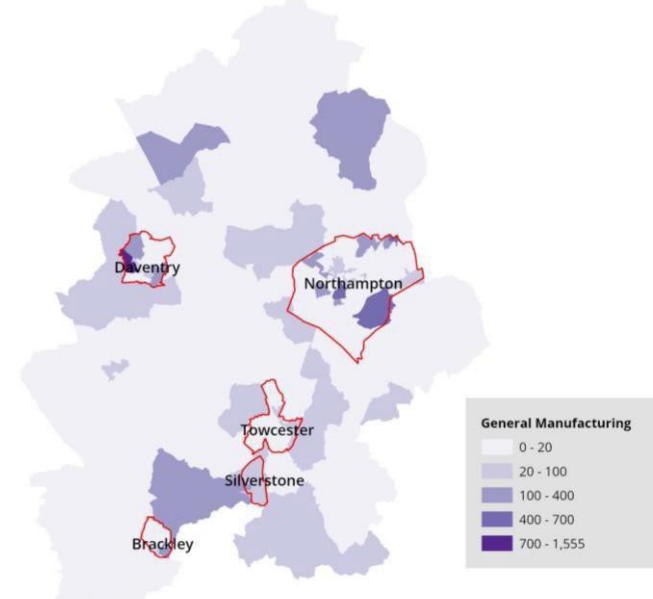 Daventry
Northampton
Towcester
Silverstone
Brackley
General Manufacturing
0 - 20
20 - 100
100 - 400
400 - 700
700 - 1,555